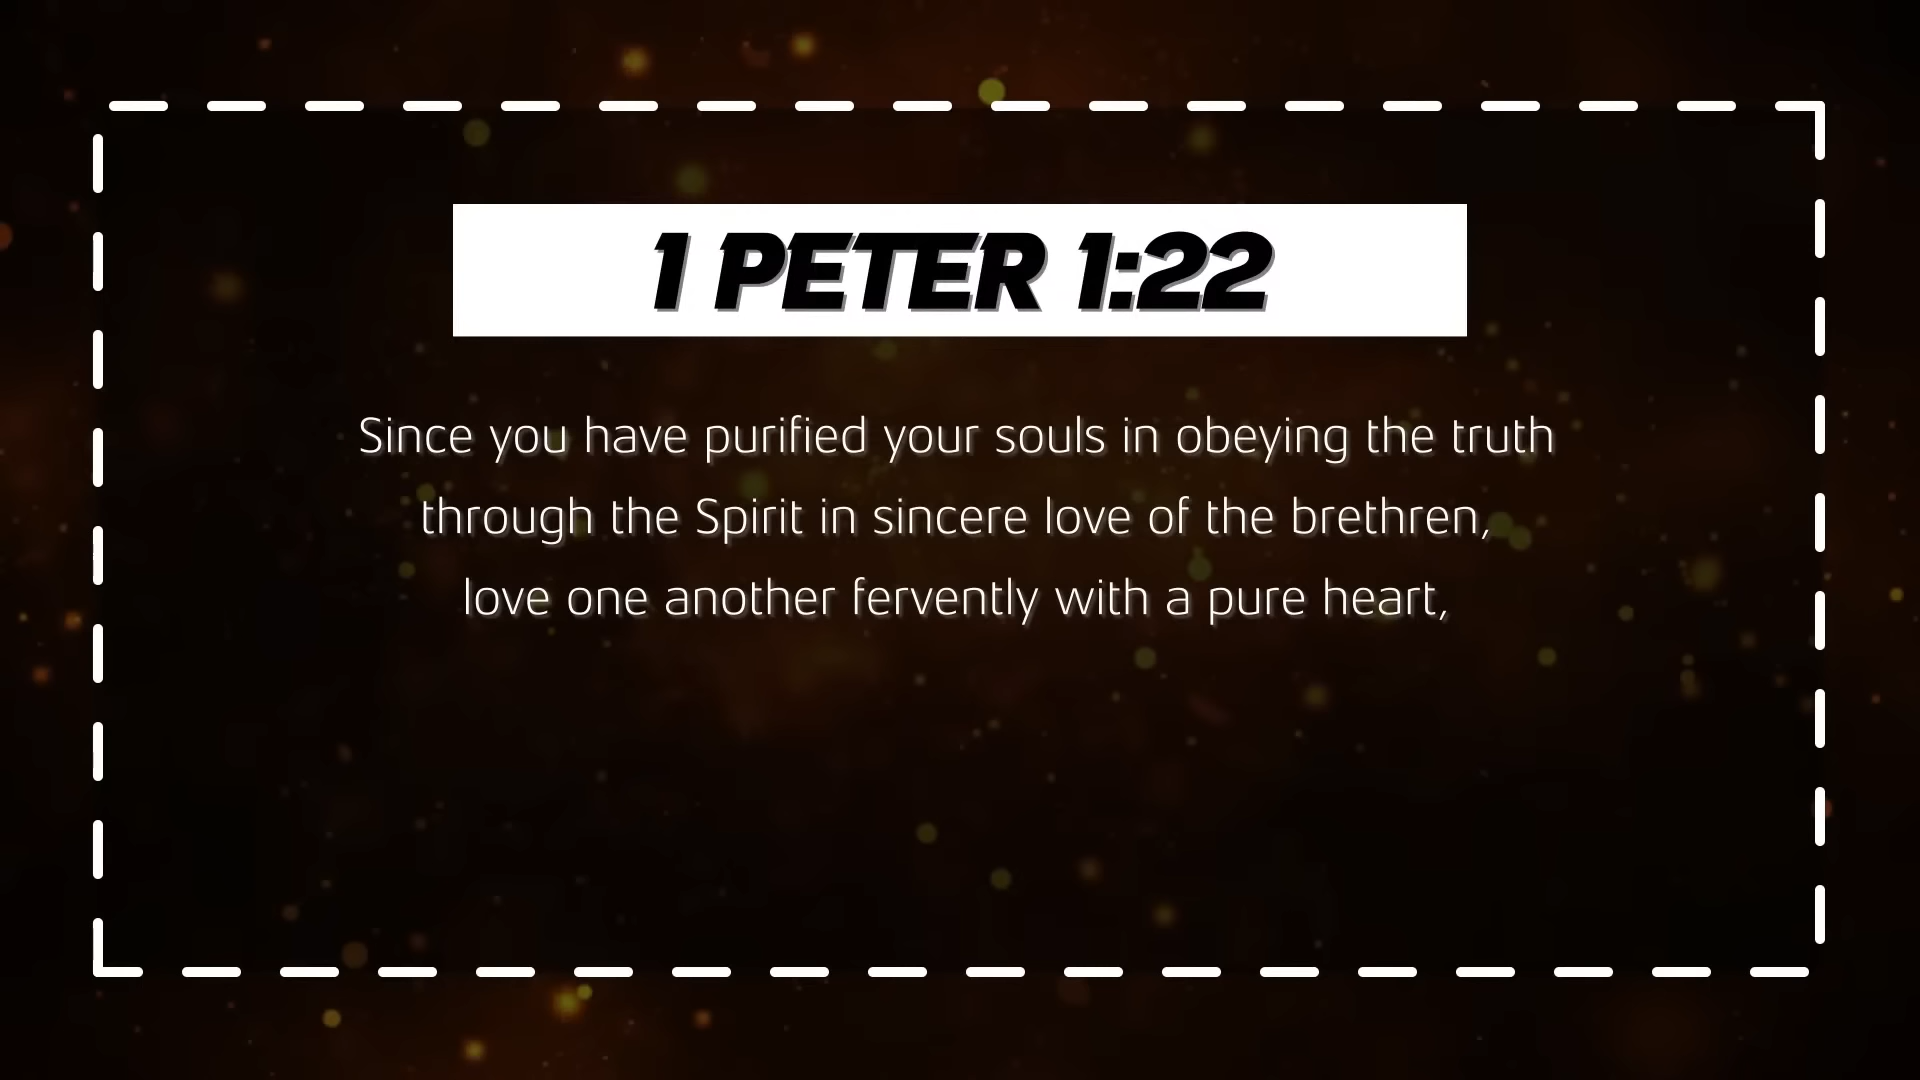 1 PETER 1:22
Since you have purified your souls in obeying the truth
through the Spirit in sincere love of the brethren,
love one another fervently with a pure heart,